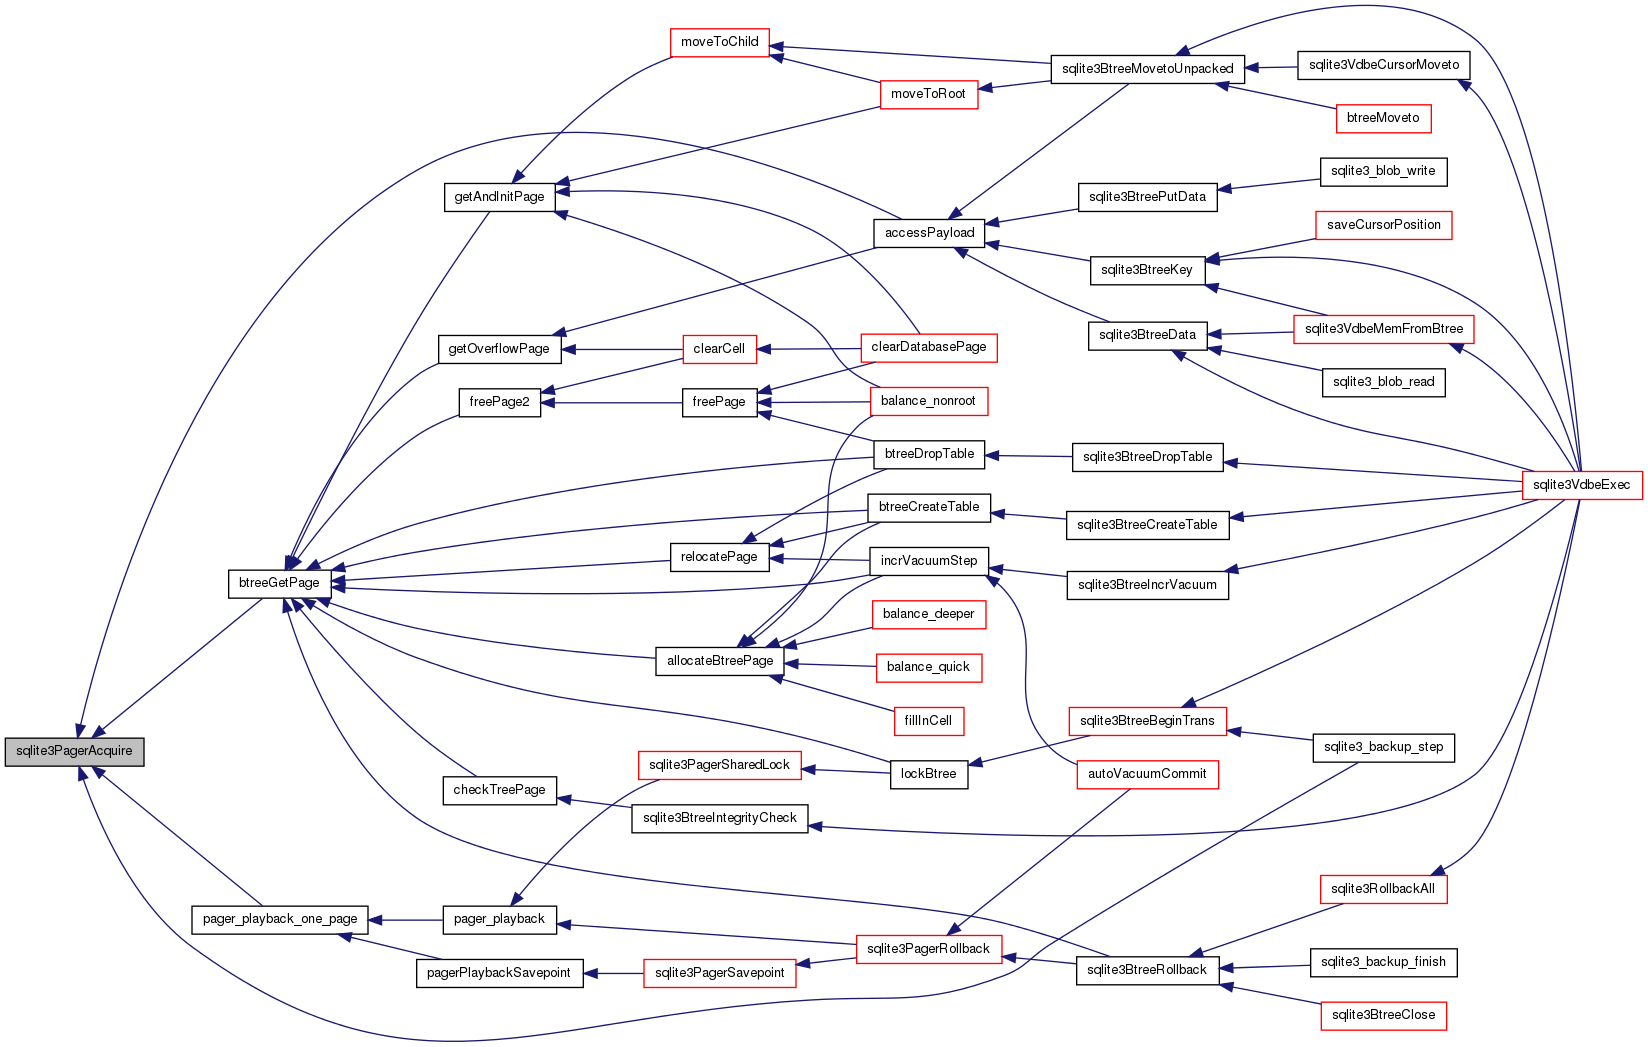 moveToChild
sqlite3BtreeMovetoUnpacked
sqlite3VdbeCursorMoveto
moveToRoot
btreeMoveto
sqlite3_blob_write
getAndInitPage
sqlite3BtreePutData
saveCursorPosition
accessPayload
sqlite3BtreeKey
sqlite3VdbeMemFromBtree
sqlite3BtreeData
getOverflowPage
clearCell
clearDatabasePage
sqlite3_blob_read
freePage2
freePage
balance_nonroot
btreeDropTable
sqlite3BtreeDropTable
sqlite3VdbeExec
btreeCreateTable
sqlite3BtreeCreateTable
relocatePage
incrVacuumStep
btreeGetPage
sqlite3BtreeIncrVacuum
balance_deeper
allocateBtreePage
balance_quick
fillInCell
sqlite3BtreeBeginTrans
sqlite3PagerAcquire
sqlite3_backup_step
sqlite3PagerSharedLock
lockBtree
autoVacuumCommit
checkTreePage
sqlite3BtreeIntegrityCheck
sqlite3RollbackAll
pager_playback_one_page
pager_playback
sqlite3PagerRollback
sqlite3_backup_finish
pagerPlaybackSavepoint
sqlite3PagerSavepoint
sqlite3BtreeRollback
sqlite3BtreeClose